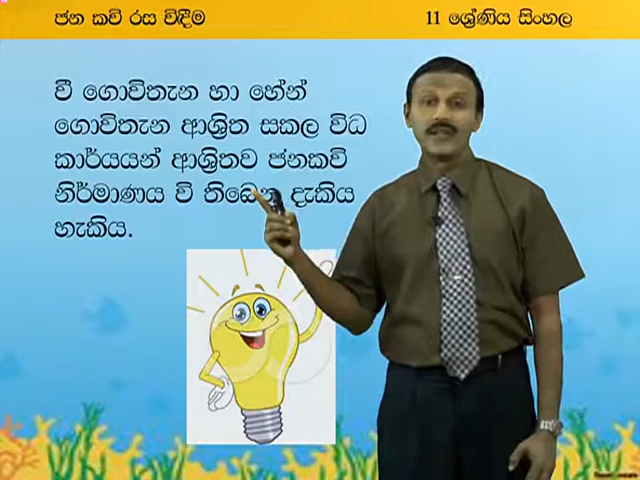 ජන කවි රස විඳීම
11 ශ්‍රේණිය සිංහල
වී ගොවිතැන හා හේන්
ගොවිතැන ආශ්‍රිත සකල විධ
කාර්යයන් ආශ්‍රිතව ජනකවි
නිර්මාණය වි තිබෙනු දැකිය
හැකිය.